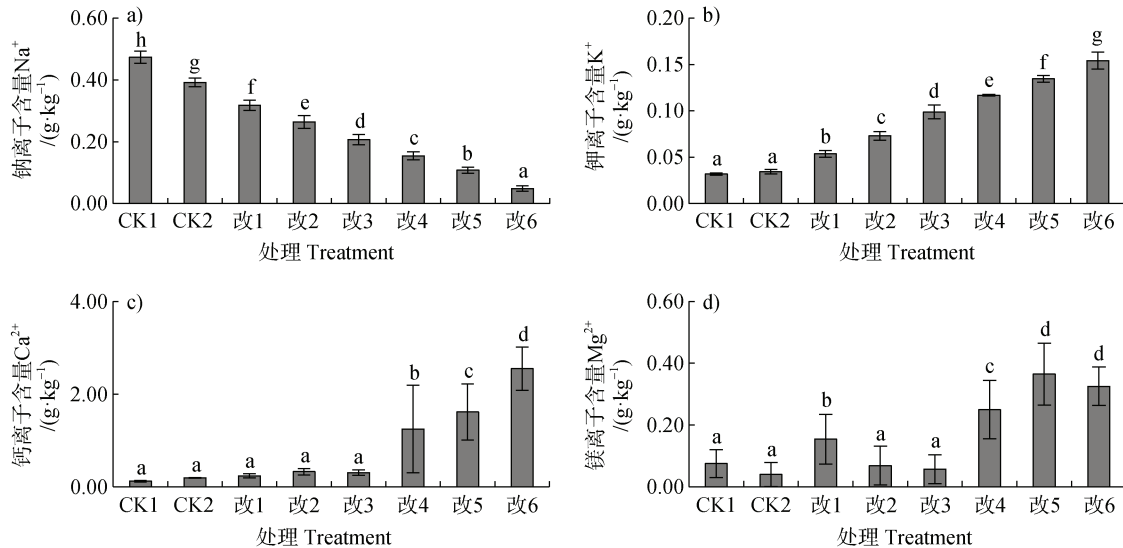 a)
钠离子含量Na⁺
/(g·kg⁻¹)
0.60
0.40
0.20
0.00
h
g
f
e
d
c
b
a
CK1 CK2 改1 改2 改3 改4 改5 改6
处理 Treatment
b)
钾离子含量K⁺
/(g·kg⁻¹)
0.20
0.15
0.10
0.05
0.00
a
a
b
c
d
e
f
g
CK1 CK2 改1 改2 改3 改4 改5 改6
处理 Treatment
c)
钙离子含量Ca²⁺
/(g·kg⁻¹)
4.00
2.00
0.00
a
a
a
a
a
b
c
d
CK1 CK2 改1 改2 改3 改4 改5 改6
处理 Treatment
d)
镁离子含量Mg²⁺
/(g·kg⁻¹)
0.60
0.40
0.20
0.00
a
a
b
a
a
c
d
d
CK1 CK2 改1 改2 改3 改4 改5 改6
处理 Treatment